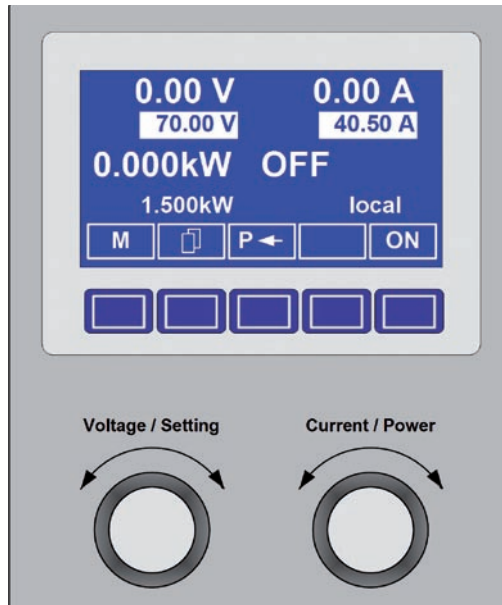 0.00 V 0.00 A
70.00 V 40.50 A
0.000kW OFF
1.500kW local
M P ON
Voltage / Setting Current / Power